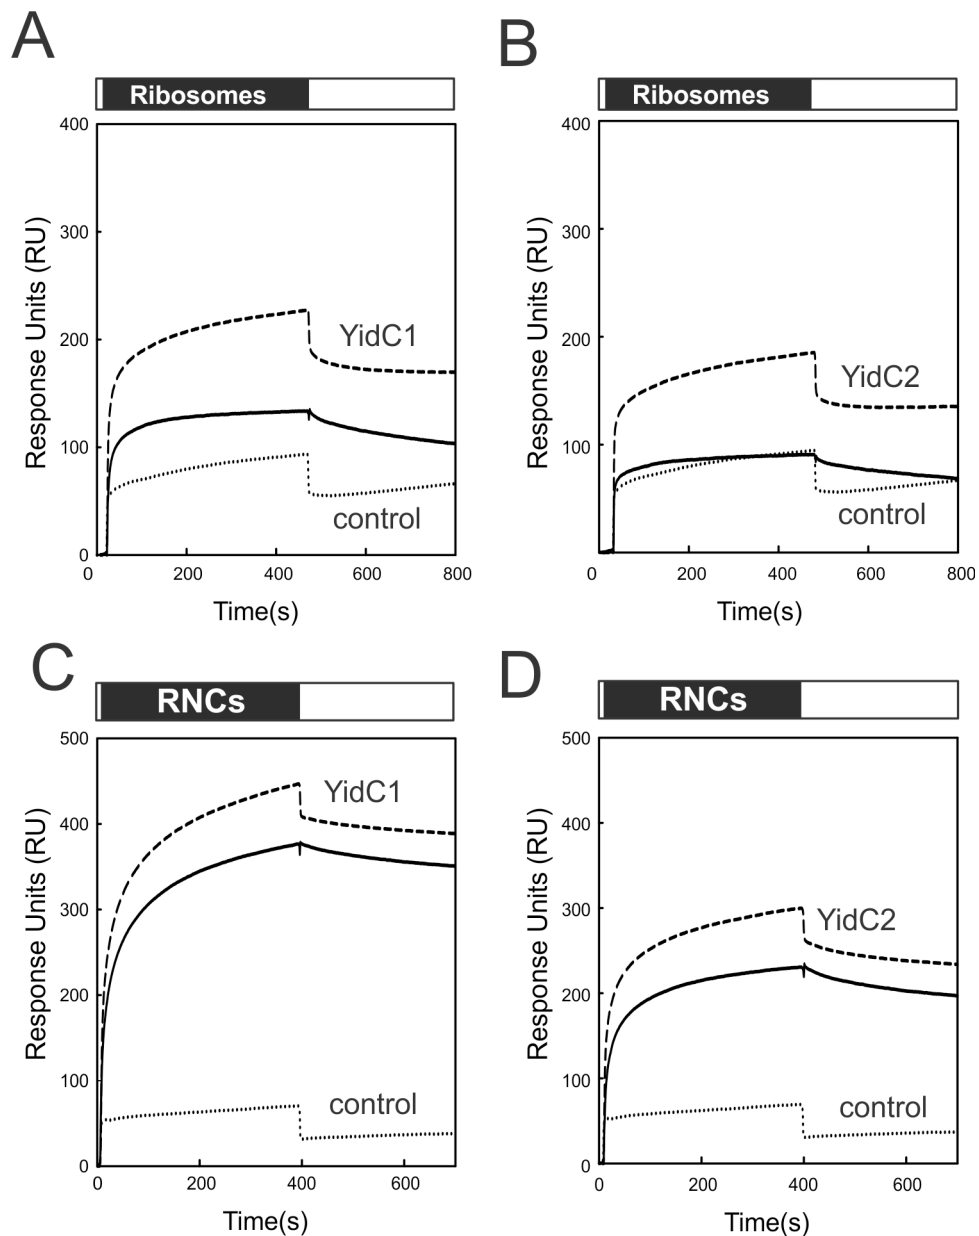 A
Ribosomes
400
300
200
100
0
Response Units (RU)
YidC1
control
0 200 400 600 800
Time(s)
B
Ribosomes
400
300
200
100
Response Units (RU)
YidC2
control
0 200 400 600 800
Time(s)
C
RNCs
500
400
300
200
100
0
Response Units (RU)
YidC1
control
0 200 400 600
Time(s)
D
RNCs
500
400
300
200
100
0
Response Units (RU)
YidC2
control
0 200 400 600
Time(s)